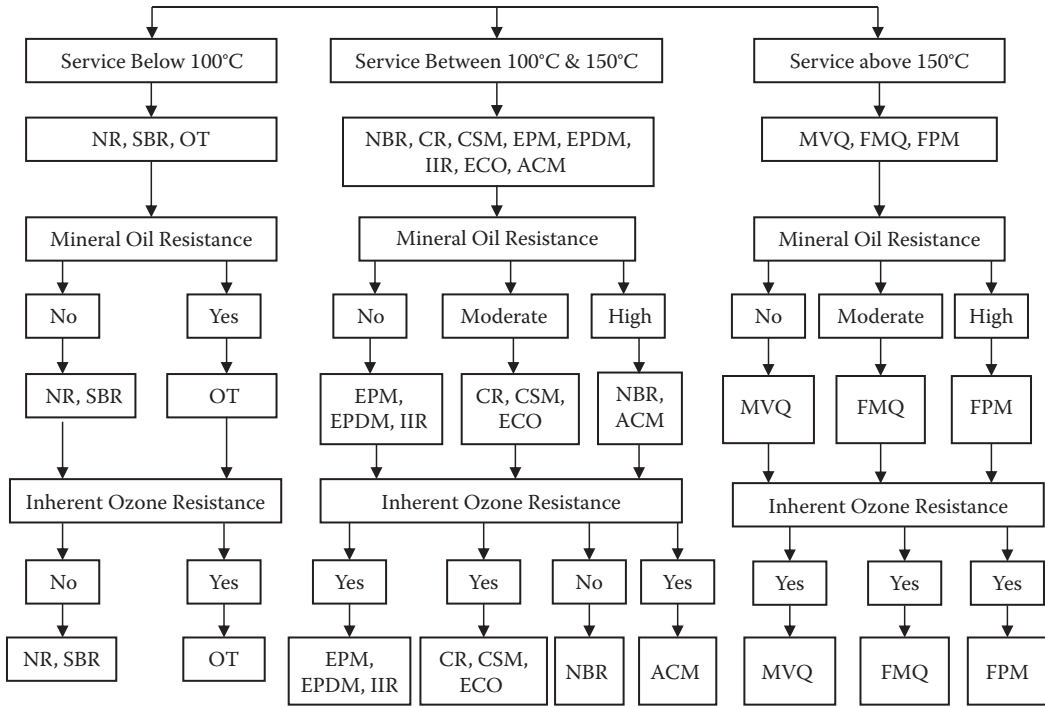 Service Below 100°C
Service Between 100°C & 150°C
Service above 150°C
NR, SBR, OT
NBR, CR, CSM, EPM, EPDM,
IIR, ECO, ACM
MVQ, FMQ, FPM
Mineral Oil Resistance
Mineral Oil Resistance
Mineral Oil Resistance
No
Yes
No
Moderate
High
No
Moderate
High
NR, SBR
OT
EPM,
EPDM, IIR
CR, CSM,
ECO
NBR,
ACM
MVQ
FMQ
FPM
Inherent Ozone Resistance
Inherent Ozone Resistance
Inherent Ozone Resistance
No
Yes
Yes
Yes
No
Yes
Yes
Yes
Yes
NR, SBR
OT
EPM,
EPDM, IIR
CR, CSM,
ECO
NBR
ACM
MVQ
FMQ
FPM